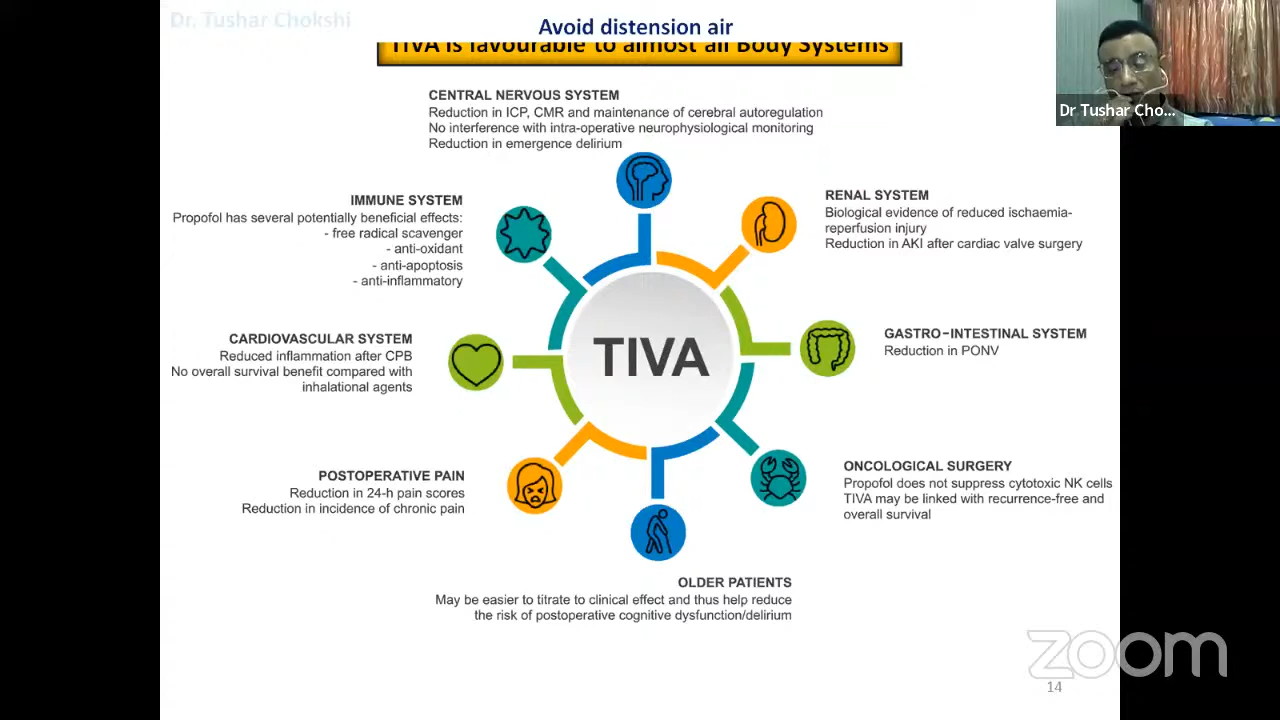 Dr. Tushar Chokshi
Avoid distension air
TIVA is favourable to almost all Body Systems
Dr Tushar Cho...
CENTRAL NERVOUS SYSTEM
Reduction in ICP, CMR and maintenance of cerebral autoregulation
No interference with intra-operative neurophysiological monitoring
Reduction in emergence delirium
IMMUNE SYSTEM
Propofol has several potentially beneficial effects:
- free radical scavenger
- anti-oxidant
- anti-apoptosis
- anti-inflammatory
RENAL SYSTEM
Biological evidence of reduced ischaemia-
reperfusion injury
Reduction in AKI after cardiac valve surgery
CARDIOVASCULAR SYSTEM
Reduced inflammation after CPB
No overall survival benefit compared with
inhalational agents
TIVA
GASTRO-INTESTINAL SYSTEM
Reduction in PONV
POSTOPERATIVE PAIN
Reduction in 24-h pain scores
Reduction in incidence of chronic pain
ONCOLOGICAL SURGERY
Propofol does not suppress cytotoxic NK cells
TIVA may be linked with recurrence-free and
overall survival
OLDER PATIENTS
May be easier to titrate to clinical effect and thus help reduce
the risk of postoperative cognitive dysfunction/delirium
zoom
14